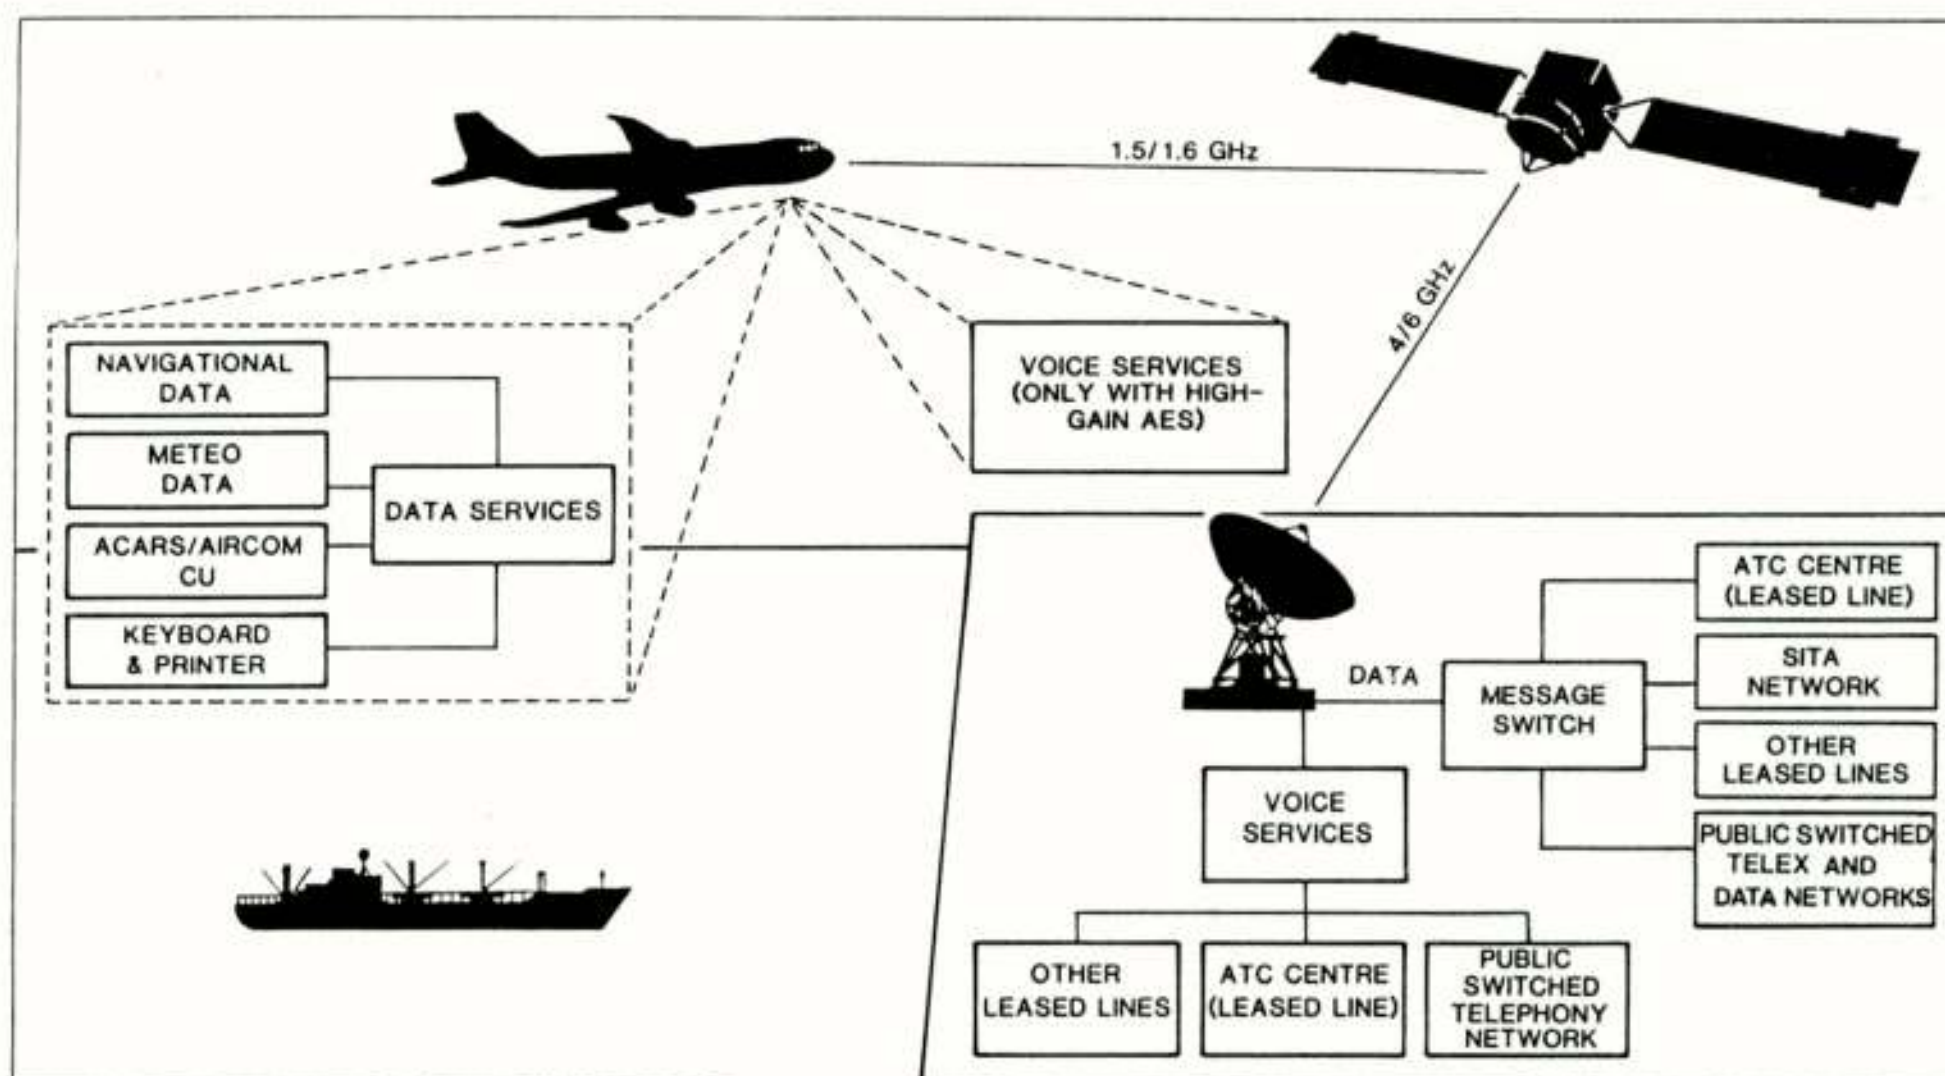 1.5/1.6 GHz
4/6 GHz
NAVIGATIONAL
DATA
METEO
DATA
ACARS/AIRCOM
CU
KEYBOARD
& PRINTER
DATA SERVICES
VOICE SERVICES
(ONLY WITH HIGH-
GAIN AES)
DATA
MESSAGE
SWITCH
ATC CENTRE
(LEASED LINE)
SITA
NETWORK
OTHER
LEASED LINES
PUBLIC SWITCHED
TELEX AND
DATA NETWORKS
VOICE
SERVICES
OTHER
LEASED LINES
ATC CENTRE
(LEASED LINE)
PUBLIC
SWITCHED
TELEPHONY
NETWORK